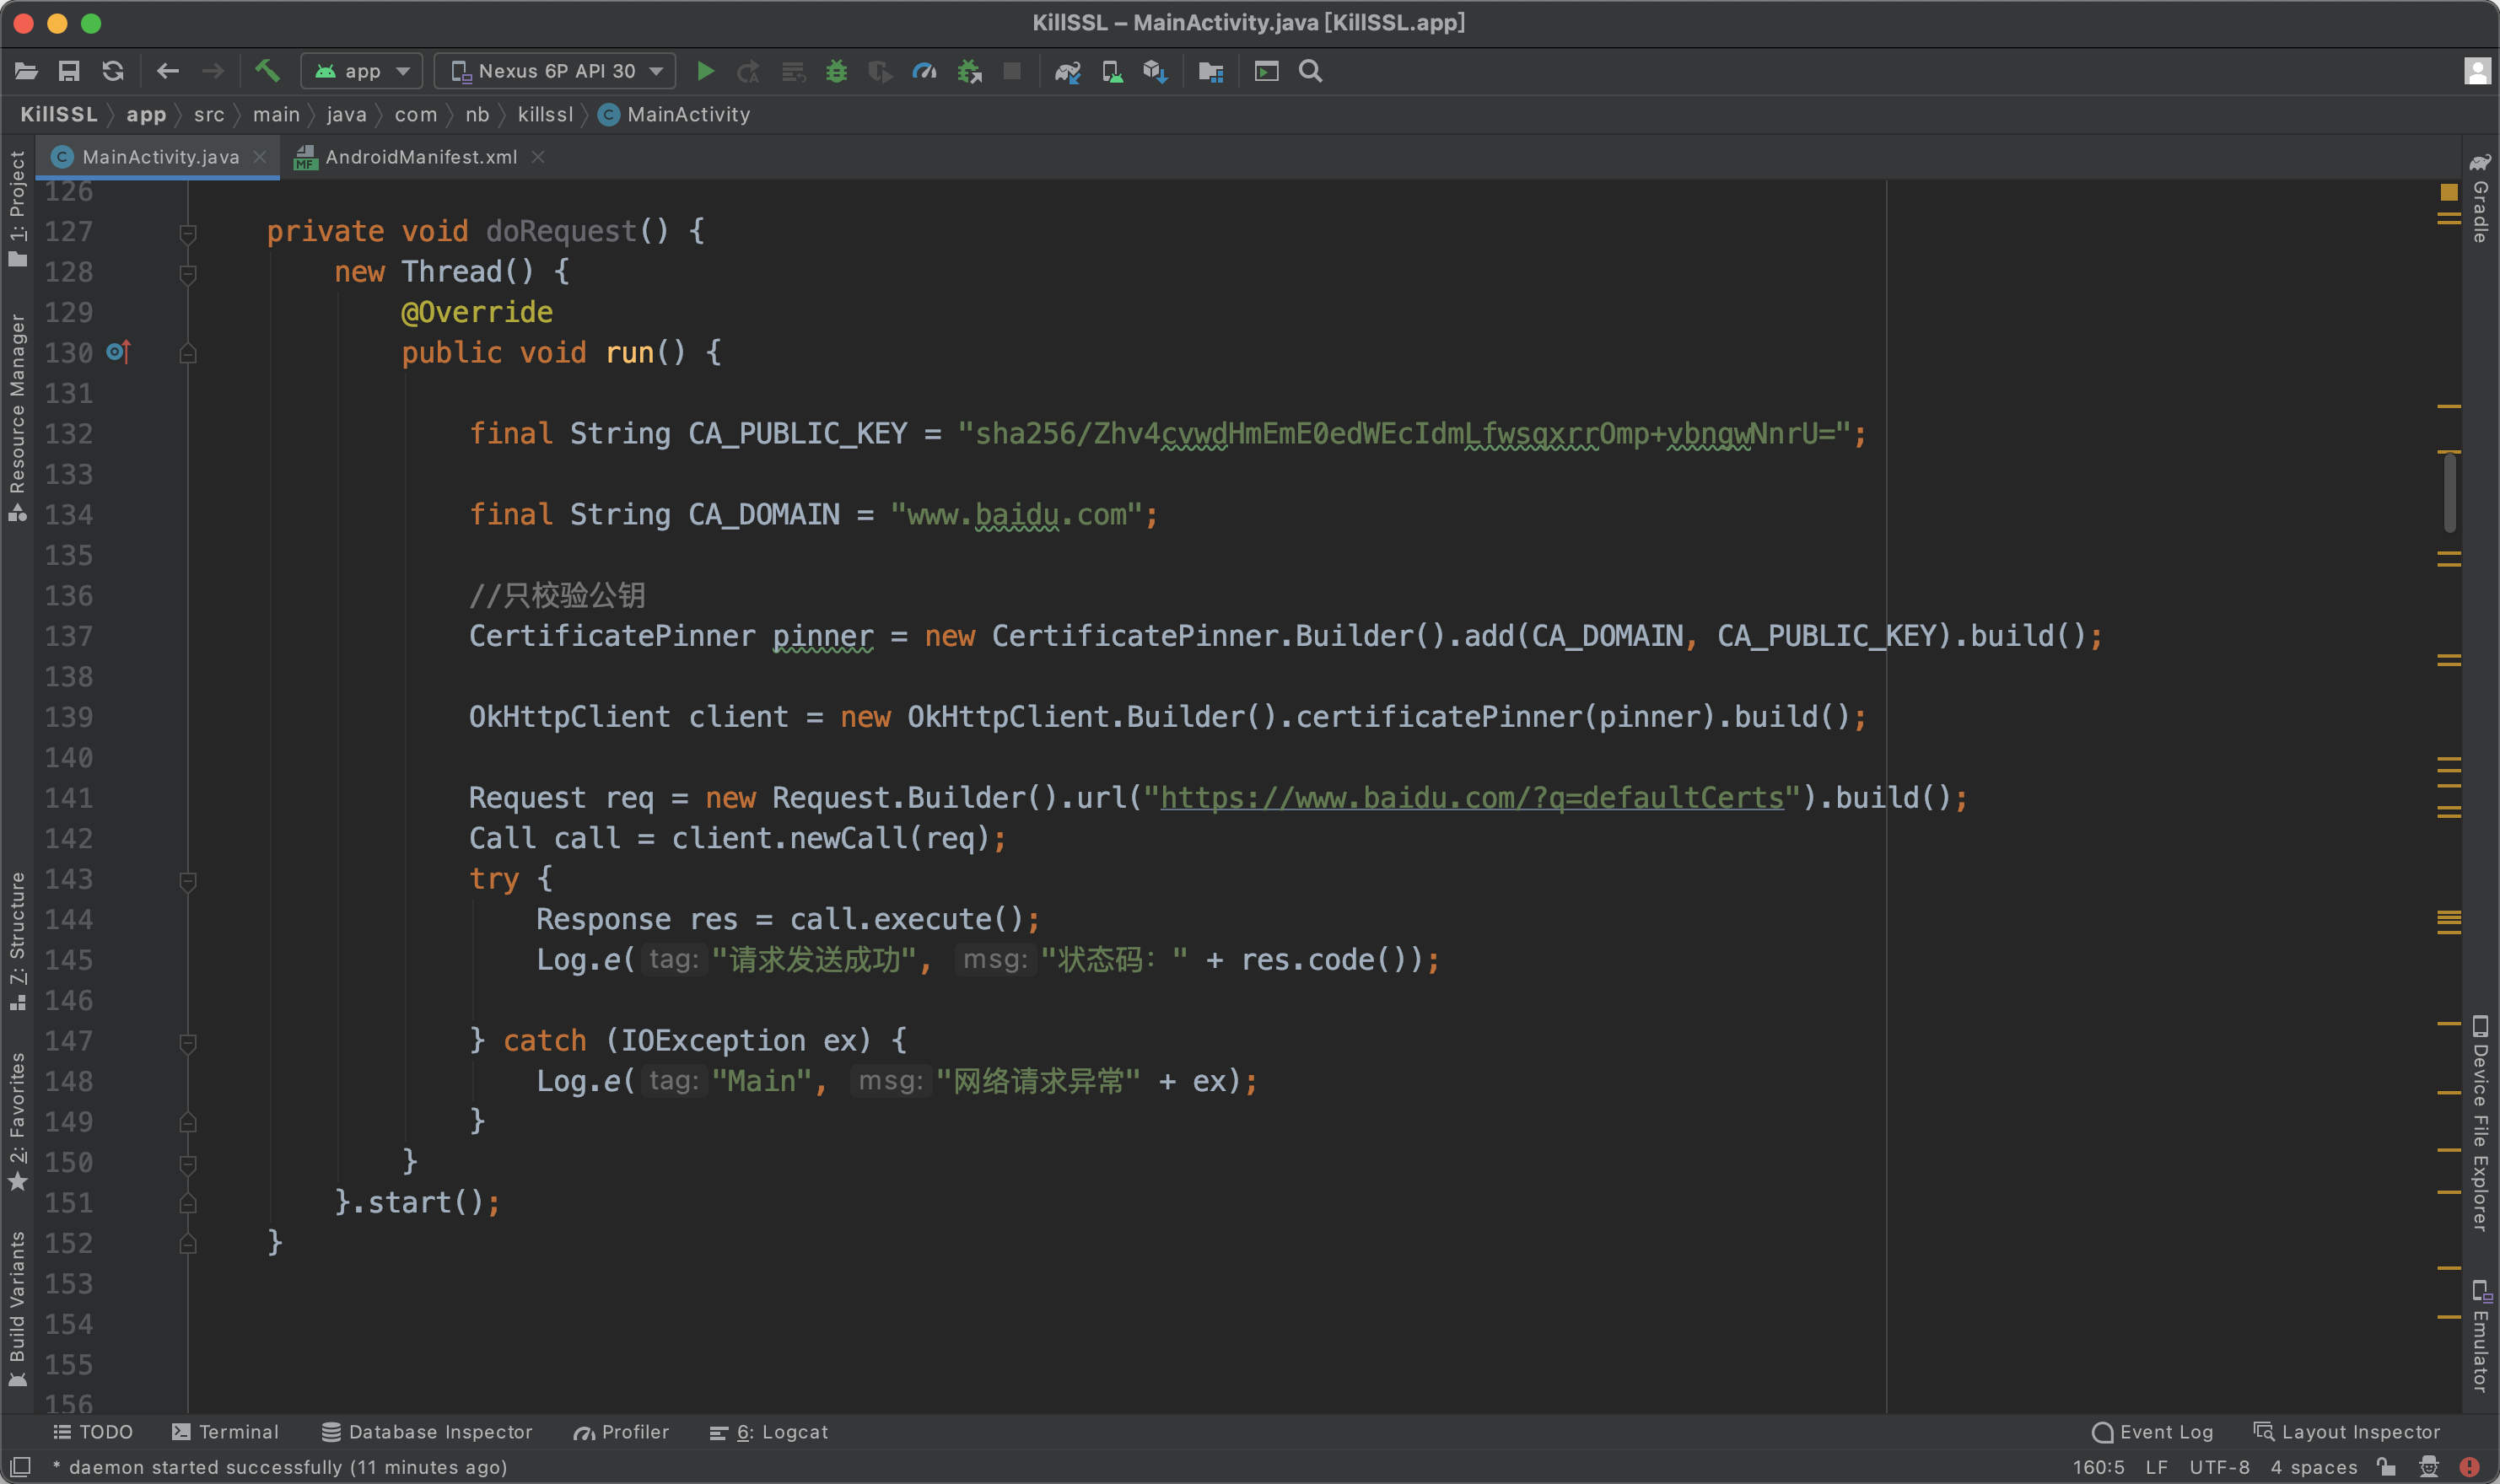 KillSSL – MainActivity.java [KillSSL.app]
app Nexus 6P API 30
KillSSL app src main java com nb killssl MainActivity
MainActivity.java AndroidManifest.xml
1: Project
Resource Manager
7: Structure
2: Favorites
Build Variants
126
127 private void doRequest() {
128 new Thread() {
129 @Override
130 public void run() {
131
132 final String CA_PUBLIC_KEY = "sha256/Zhv4cvwdHmEmE0edWEcIdmLfwsqxrrOmp+vbngwNnrU=";
133
134 final String CA_DOMAIN = "www.baidu.com";
135
136 //只校验公钥
137 CertificatePinner pinner = new CertificatePinner.Builder().add(CA_DOMAIN, CA_PUBLIC_KEY).build();
138
139 OkHttpClient client = new OkHttpClient.Builder().certificatePinner(pinner).build();
140
141 Request req = new Request.Builder().url("https://www.baidu.com/?q=defaultCerts").build();
142 Call call = client.newCall(req);
143 try {
144 Response res = call.execute();
145 Log.e( tag: "请求发送成功", msg: "状态码：" + res.code());
146
147 } catch (IOException ex) {
148 Log.e( tag: "Main", msg: "网络请求异常" + ex);
149 }
150 }
151 }.start();
152 }
153
154
155
156
Gradle
Device File Explorer
Emulator
TODO Terminal Database Inspector Profiler 6: Logcat Event Log Layout Inspector
* daemon started successfully (11 minutes ago) 160:5 LF UTF-8 4 spaces